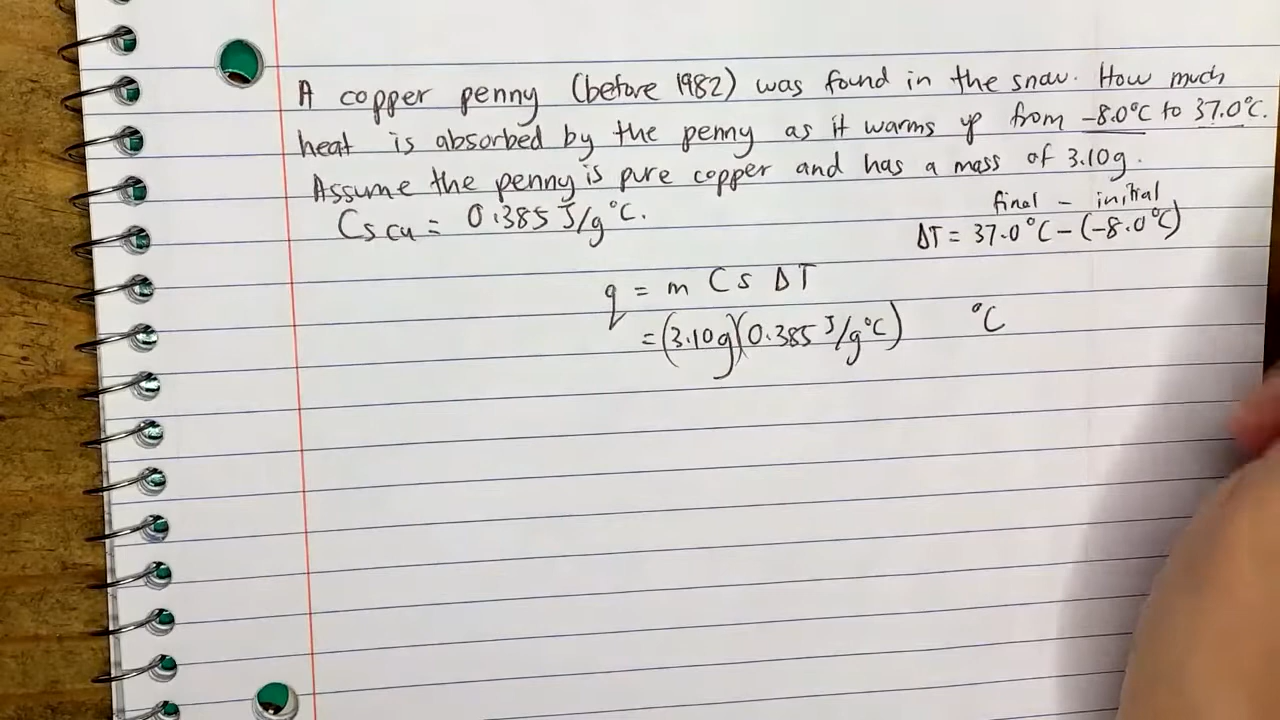 A copper penny (before 1982) was found in the snow. How much
heat is absorbed by the penny as it warms up from -8.0°C to 37.0°C.
Assume the penny is pure copper and has a mass of 3.10g.
Cs Cu = 0.385 J/g°C.
final - initial
ΔT = 37.0°C - (-8.0°C)
q = m Cs ΔT
= (3.10g)(0.385 J/g°C) °C